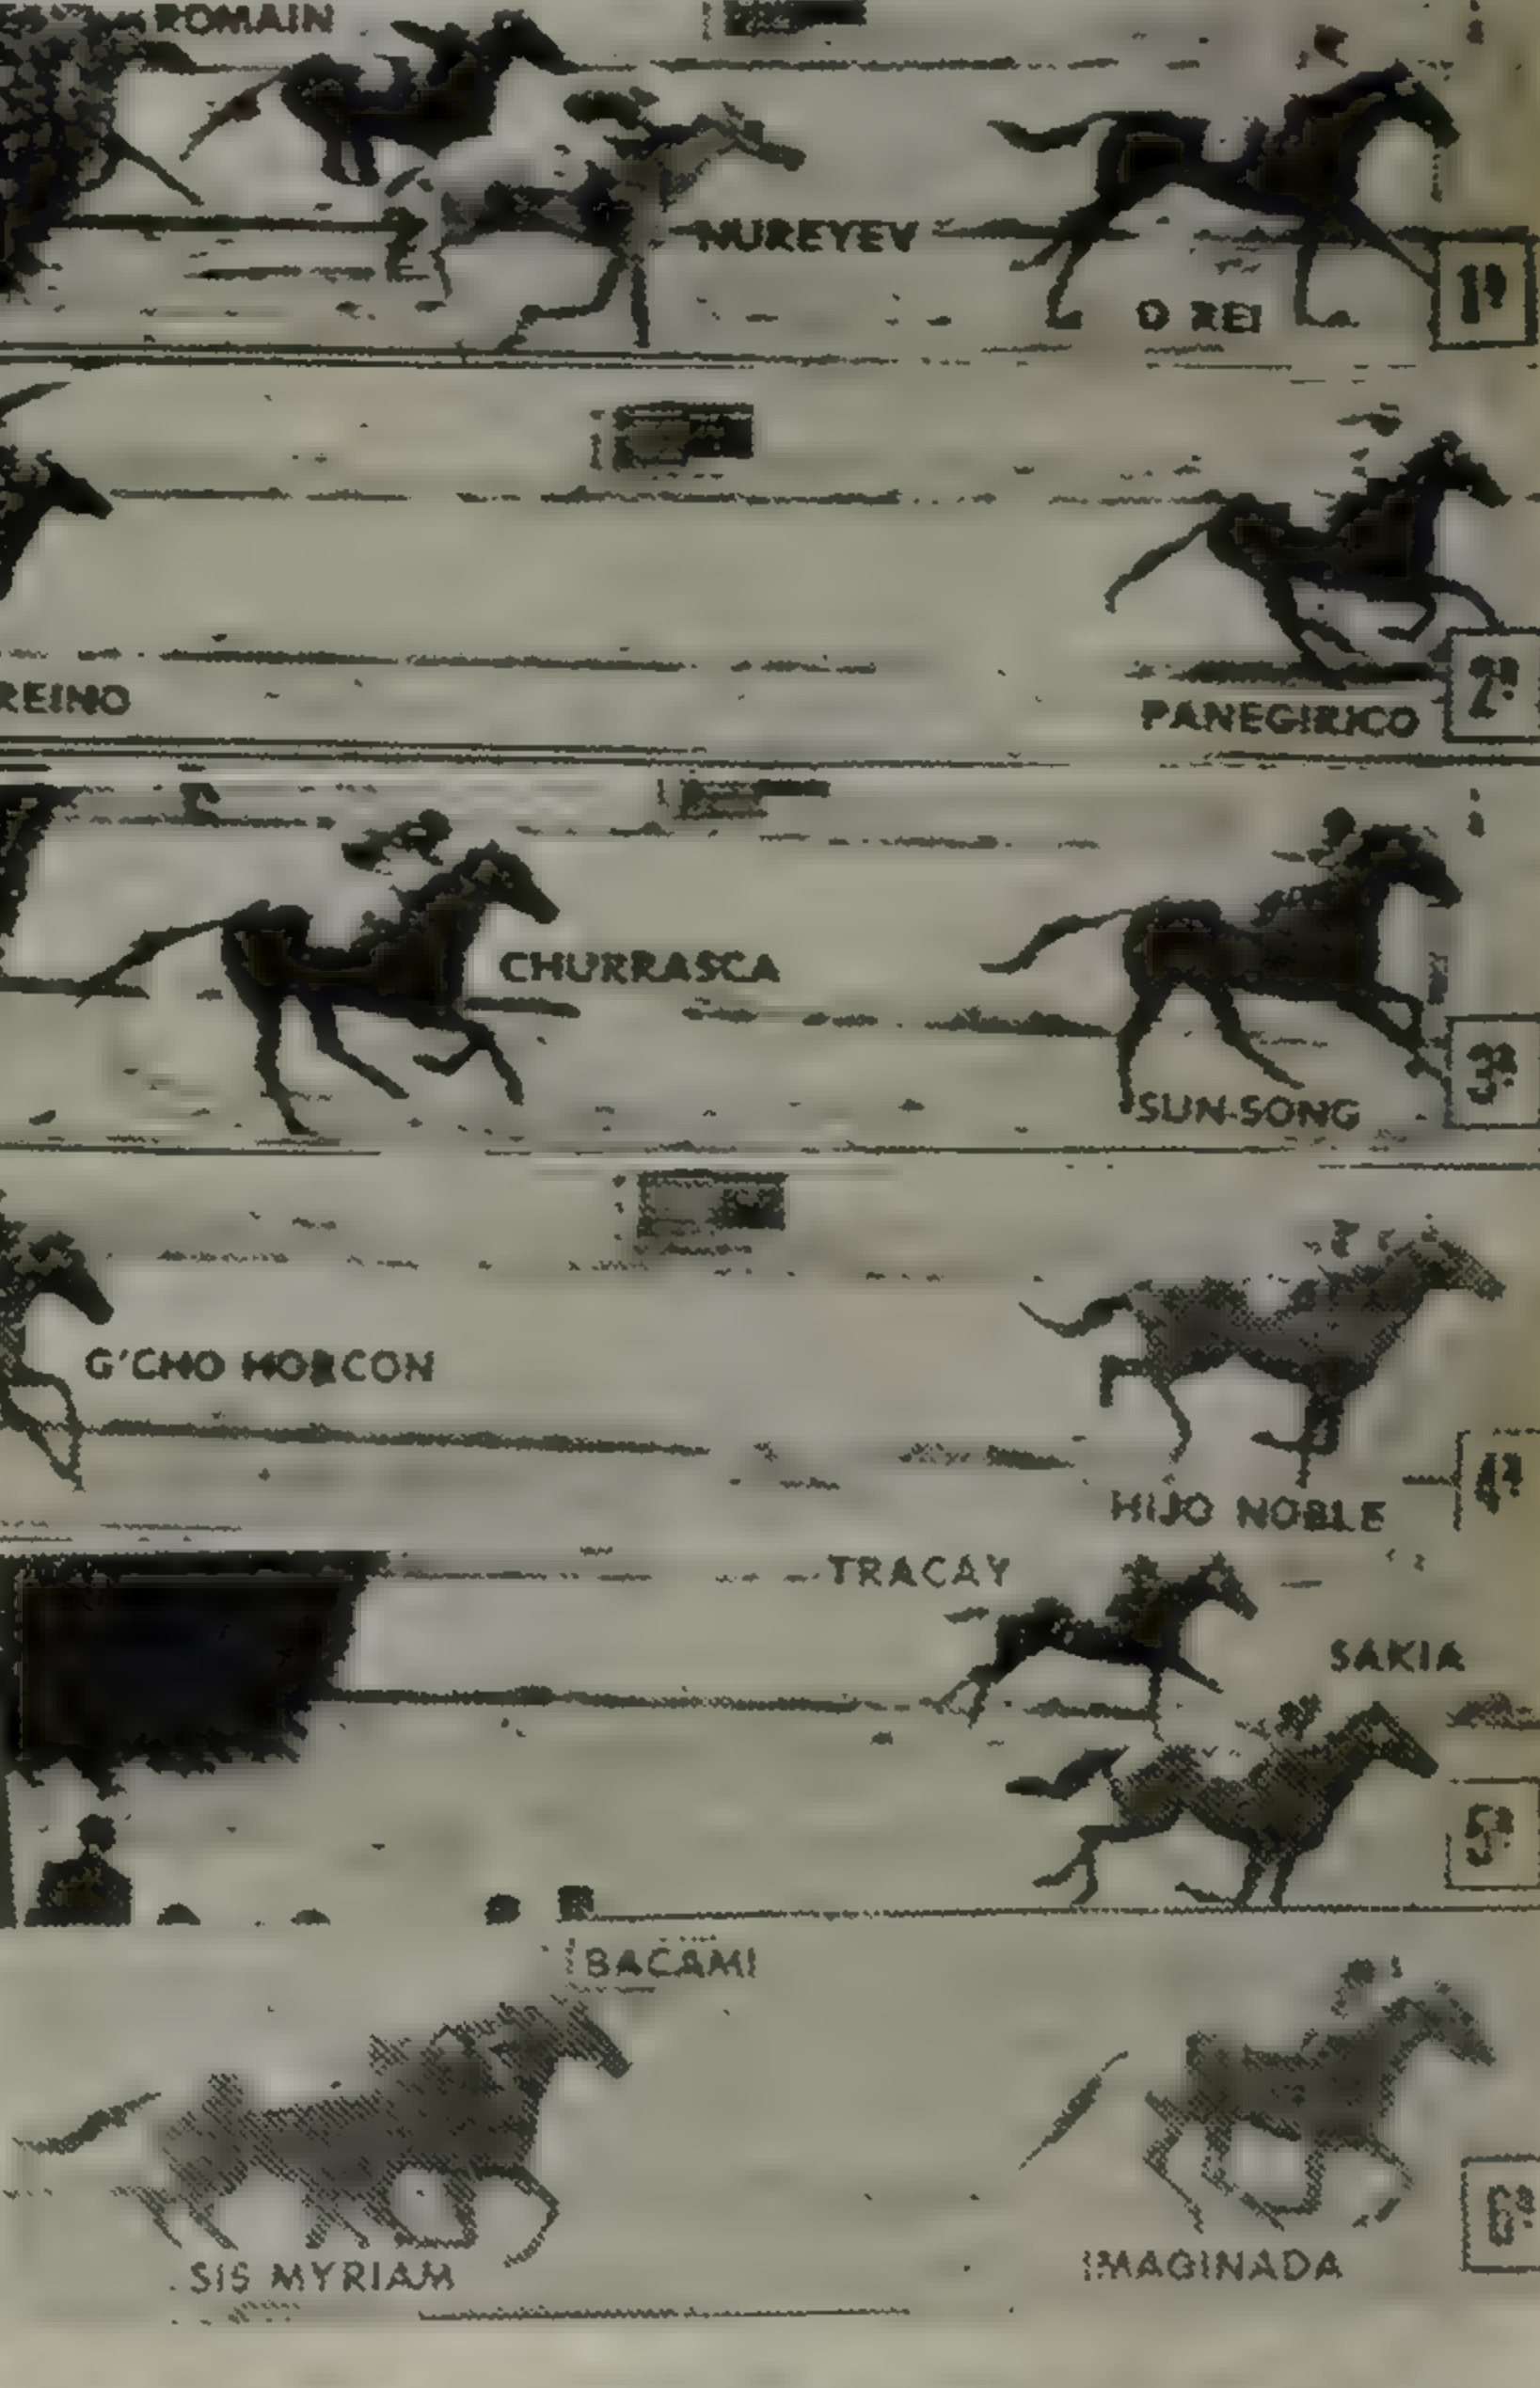 ROMAIN
NUREYEV
O REI
1ª
REINO
PANEGIRICO
2ª
CHURRASCA
SUN-SONG
3ª
G'CHO HORCON
HIJO NOBLE
4ª
TRACAY
SAKIA
5ª
BACAMI
SIS MYRIAM
IMAGINADA
6ª